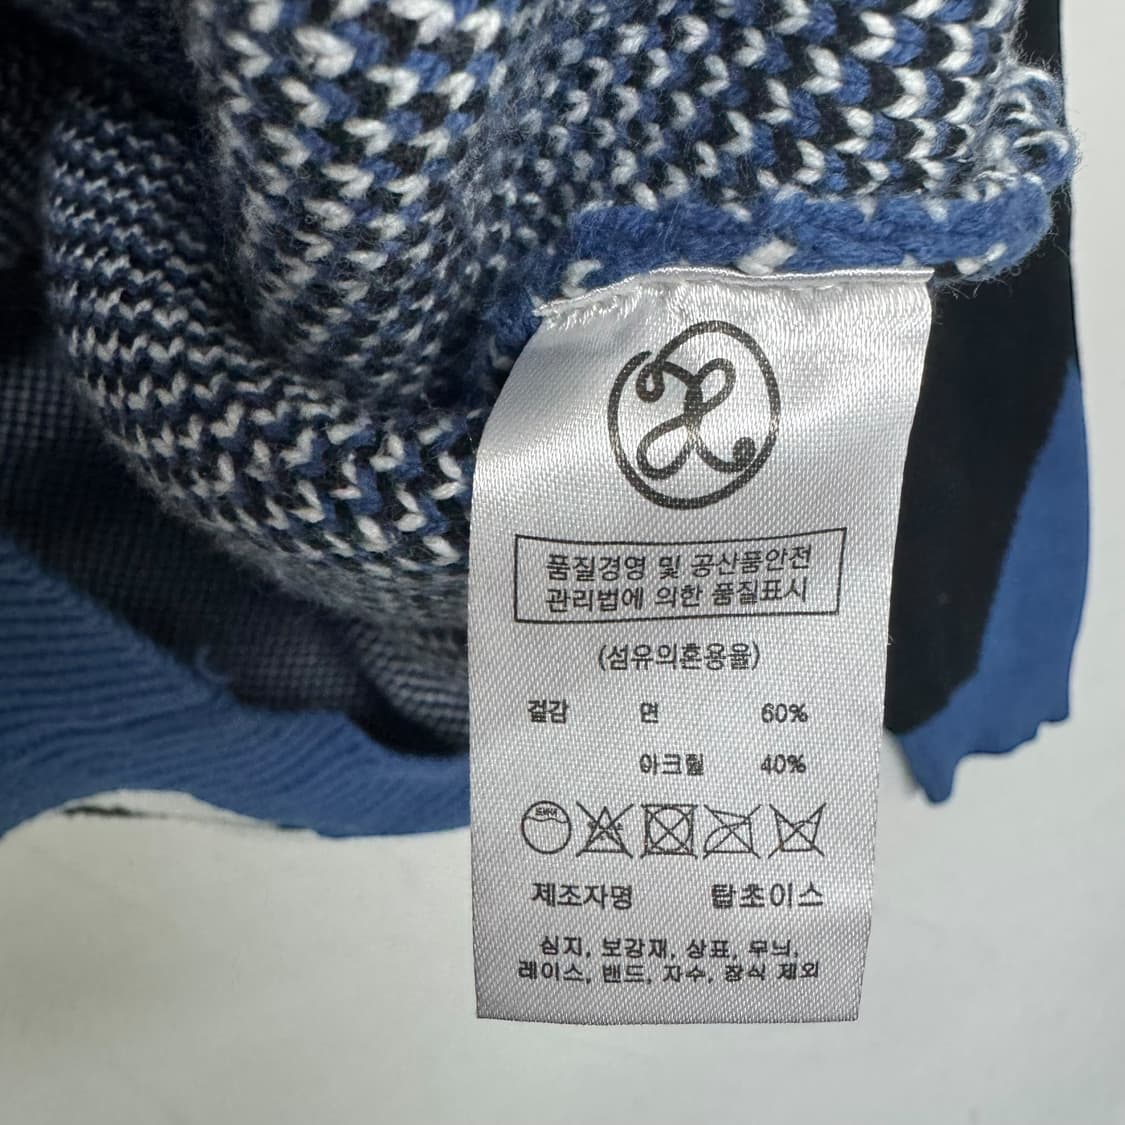 품질경영 및 공산품안전
관리법에 의한 품질표시
(섬유의혼용율)
겉감 면 60%
아크릴 40%
제조자명 탑초이스
심지, 보강재, 상표, 무늬,
레이스, 밴드, 자수, 장식 제외